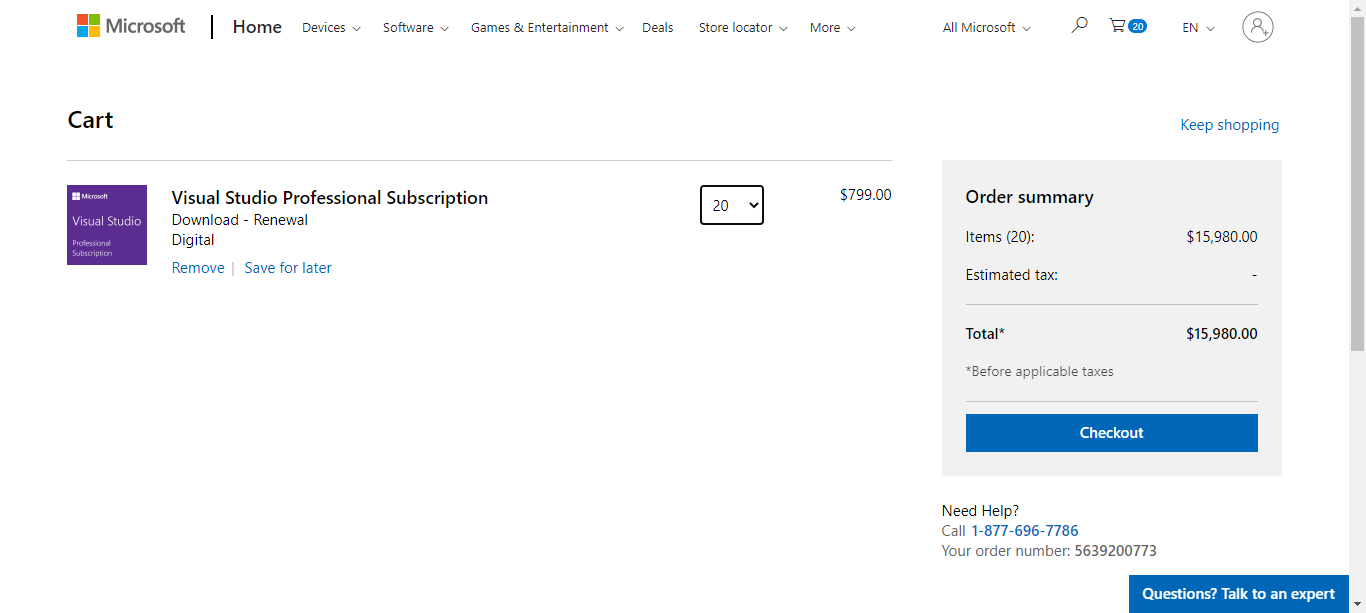 Microsoft
Home
Devices
Software
Games & Entertainment
Deals
Store locator
More
All Microsoft
20
EN
Cart
Keep shopping
Microsoft
Visual Studio
Professional
Subscription
Visual Studio Professional Subscription
Download - Renewal
Digital
Remove | Save for later
20
$799.00
Order summary
Items (20): $15,980.00
Estimated tax: -
Total* $15,980.00
*Before applicable taxes
Checkout
Need Help?
Call 1-877-696-7786
Your order number: 5639200773
Questions? Talk to an expert